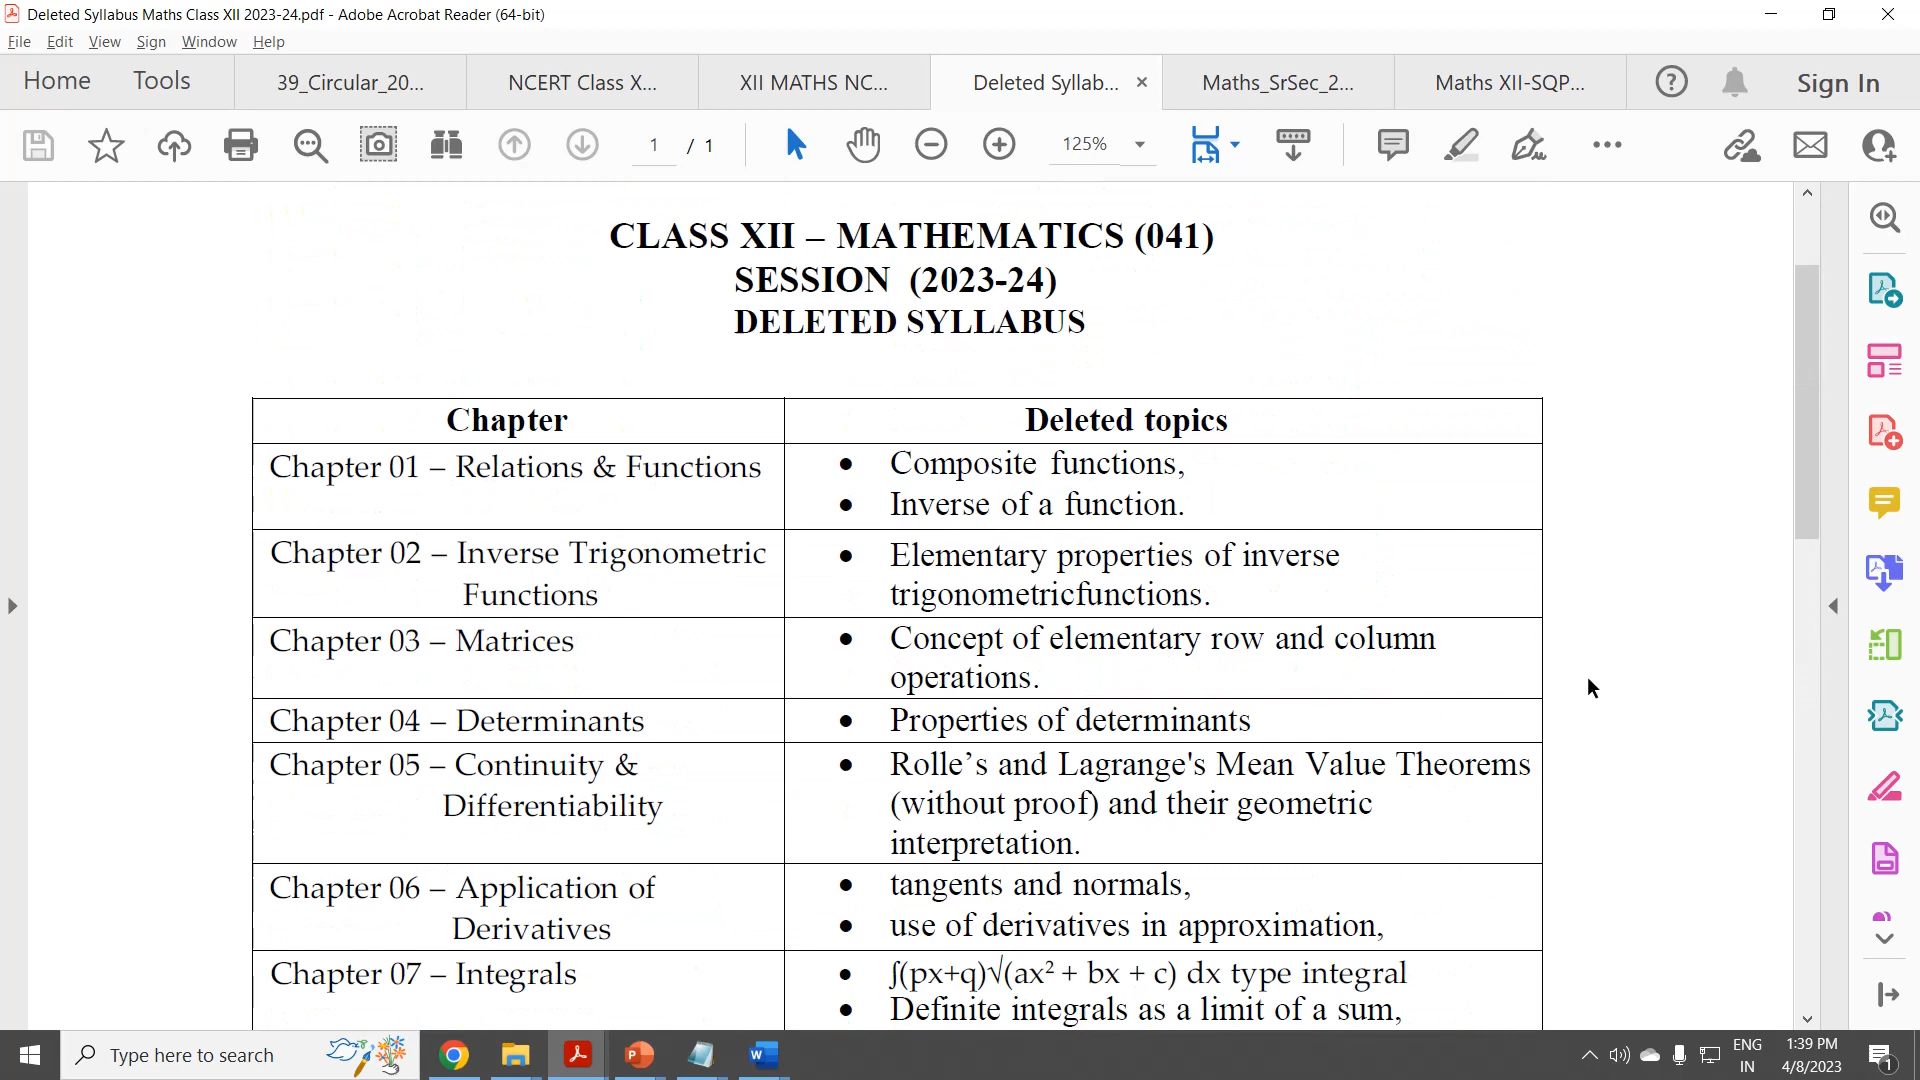 Deleted Syllabus Maths Class XII 2023-24.pdf - Adobe Acrobat Reader (64-bit)
File Edit View Sign Window Help
Home Tools 39_Circular_20... NCERT Class X... XII MATHS NC... Deleted Syllab... × Maths_SrSec_2... Maths XII-SQP... Sign In
1 / 1 125%
CLASS XII – MATHEMATICS (041)
SESSION (2023-24)
DELETED SYLLABUS
Chapter Deleted topics
Chapter 01 – Relations & Functions
• Composite functions,
• Inverse of a function.
Chapter 02 – Inverse Trigonometric
Functions
• Elementary properties of inverse
trigonometricfunctions.
Chapter 03 – Matrices
• Concept of elementary row and column
operations.
Chapter 04 – Determinants
• Properties of determinants
Chapter 05 – Continuity &
Differentiability
• Rolle’s and Lagrange's Mean Value Theorems
(without proof) and their geometric
interpretation.
Chapter 06 – Application of
Derivatives
• tangents and normals,
• use of derivatives in approximation,
Chapter 07 – Integrals
• ∫(px+q)√(ax² + bx + c) dx type integral
• Definite integrals as a limit of a sum,
Type here to search
ENG
IN
1:39 PM
4/8/2023
1